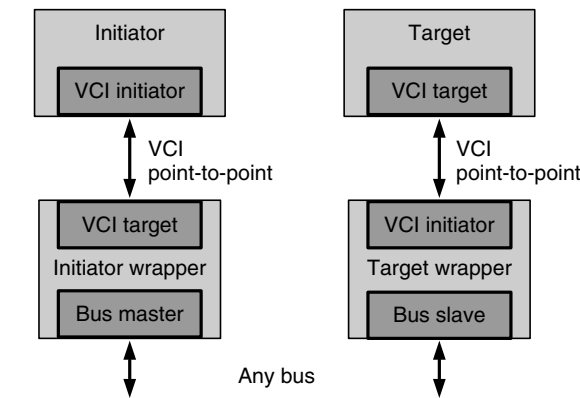 Initiator
VCI initiator
VCI
point-to-point
VCI target
Initiator wrapper
Bus master
Target
VCI target
VCI
point-to-point
VCI initiator
Target wrapper
Bus slave
Any bus